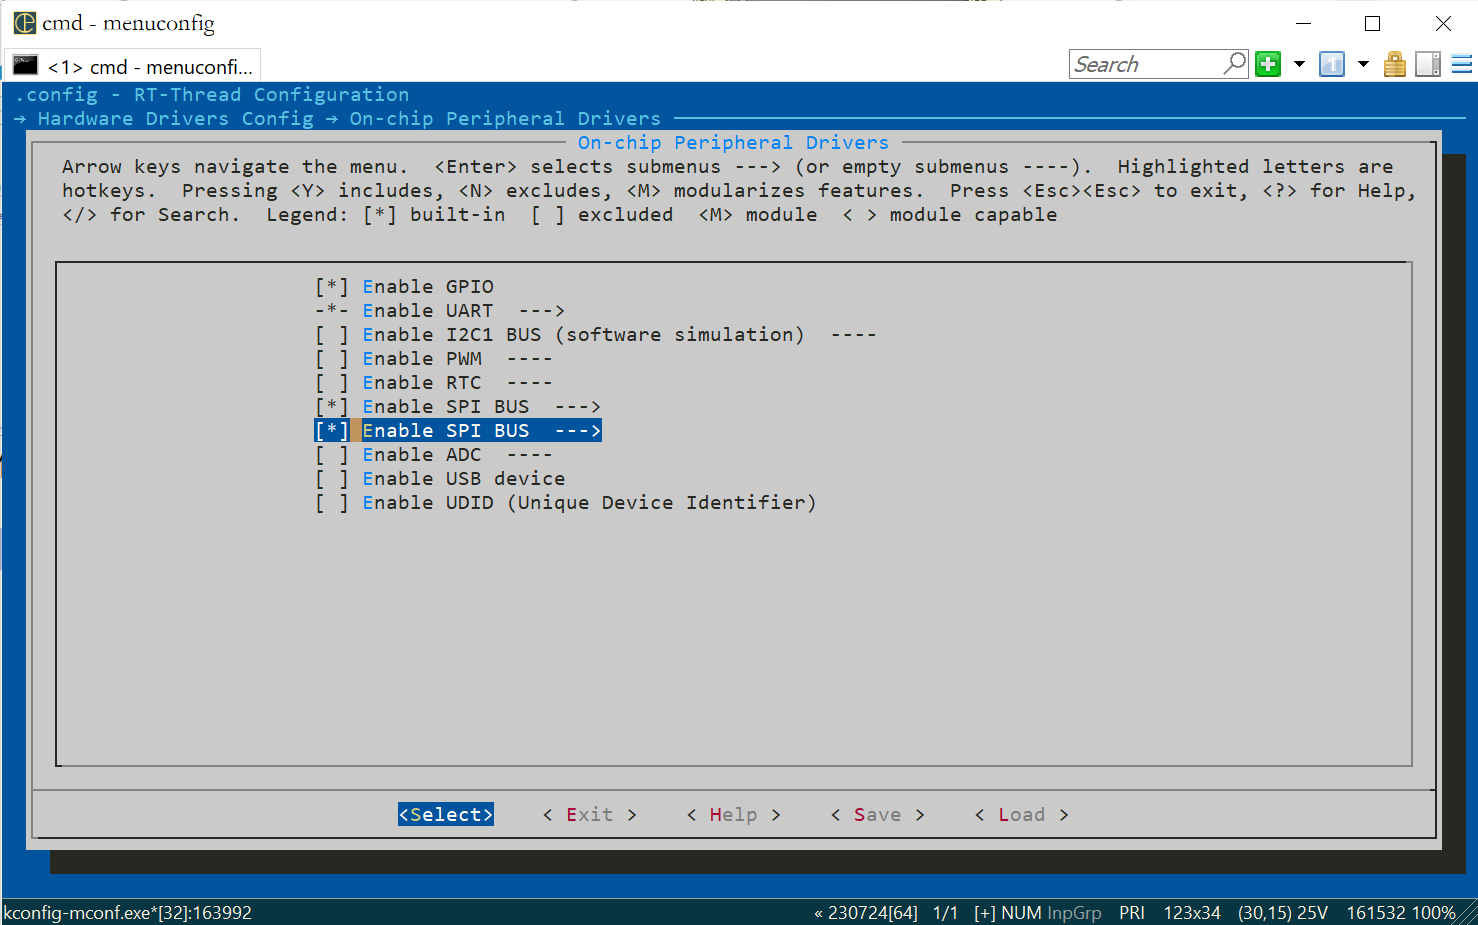 cmd - menuconfig
<1> cmd - menuconfi...
Search
1
.config - RT-Thread Configuration
→ Hardware Drivers Config → On-chip Peripheral Drivers
On-chip Peripheral Drivers
Arrow keys navigate the menu.  <Enter> selects submenus ---> (or empty submenus ----).  Highlighted letters are
hotkeys.  Pressing <Y> includes, <N> excludes, <M> modularizes features.  Press <Esc><Esc> to exit, <?> for Help,
</> for Search.  Legend: [*] built-in  [ ] excluded  <M> module  < > module capable
[*] Enable GPIO
-*- Enable UART  --->
[ ] Enable I2C1 BUS (software simulation)  ----
[ ] Enable PWM  ----
[ ] Enable RTC  ----
[*] Enable SPI BUS  --->
[*] Enable SPI BUS  --->
[ ] Enable ADC  ----
[ ] Enable USB device
[ ] Enable UDID (Unique Device Identifier)
<Select>    < Exit >    < Help >    < Save >    < Load >
kconfig-mconf.exe*[32]:163992    « 230724[64]  1/1  [+] NUM InpGrp  PRI  123x34  (30,15) 25V  161532 100%